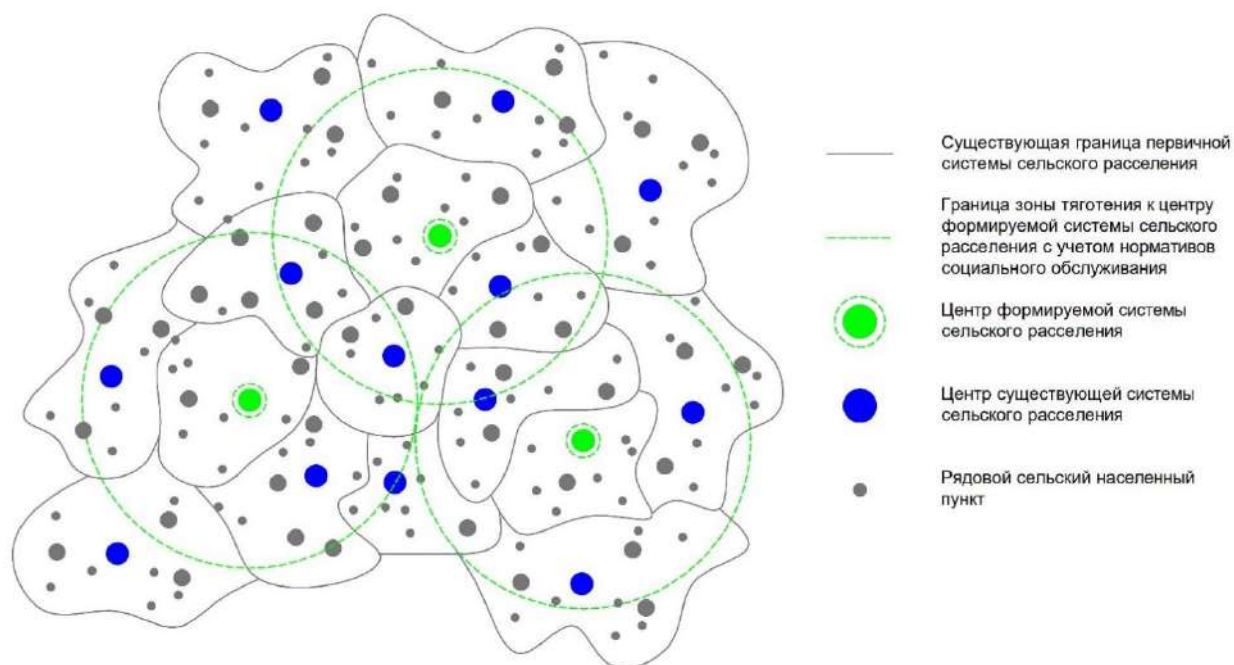 Существующая граница первичной
системы сельского расселения
Граница зоны тяготения к центру
формируемой системы сельского
расселения с учетом нормативов
социального обслуживания
Центр формируемой системы
сельского расселения
Центр существующей системы
сельского расселения
Рядовой сельский населенный
пункт